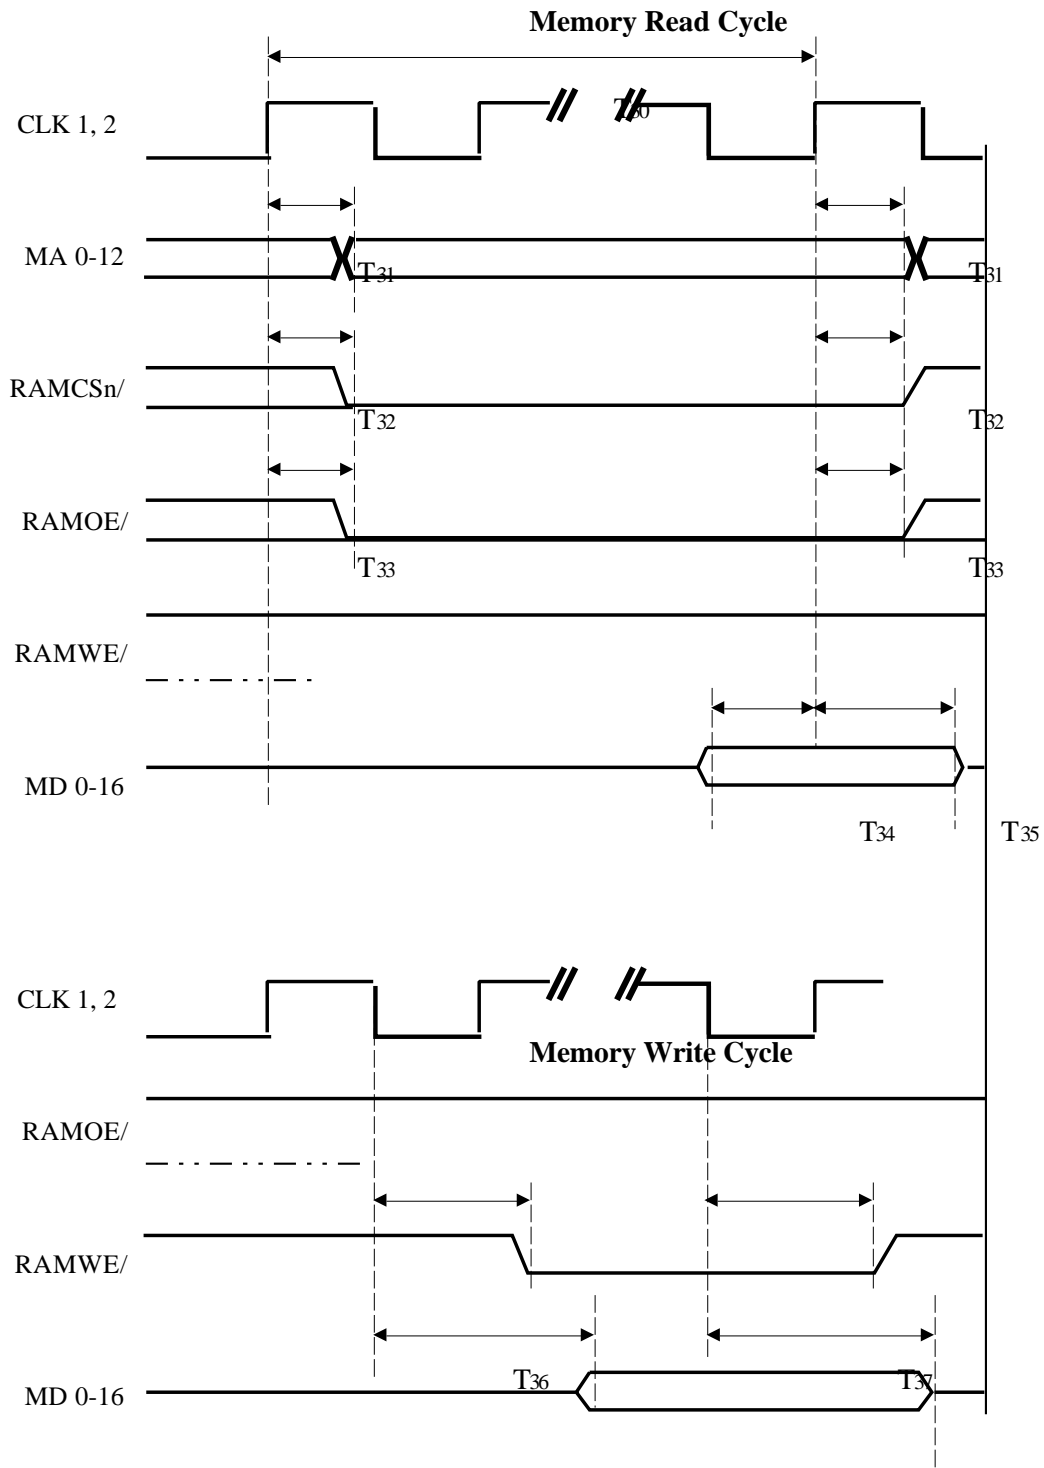 Memory Read Cycle
T30
CLK 1, 2
MA 0-12
T31 T31
RAMCSn/
T32 T32
RAMOE/
T33 T33
RAMWE/
MD 0-16
T34 T35
CLK 1, 2
Memory Write Cycle
RAMOE/
RAMWE/
T36 T37
MD 0-16